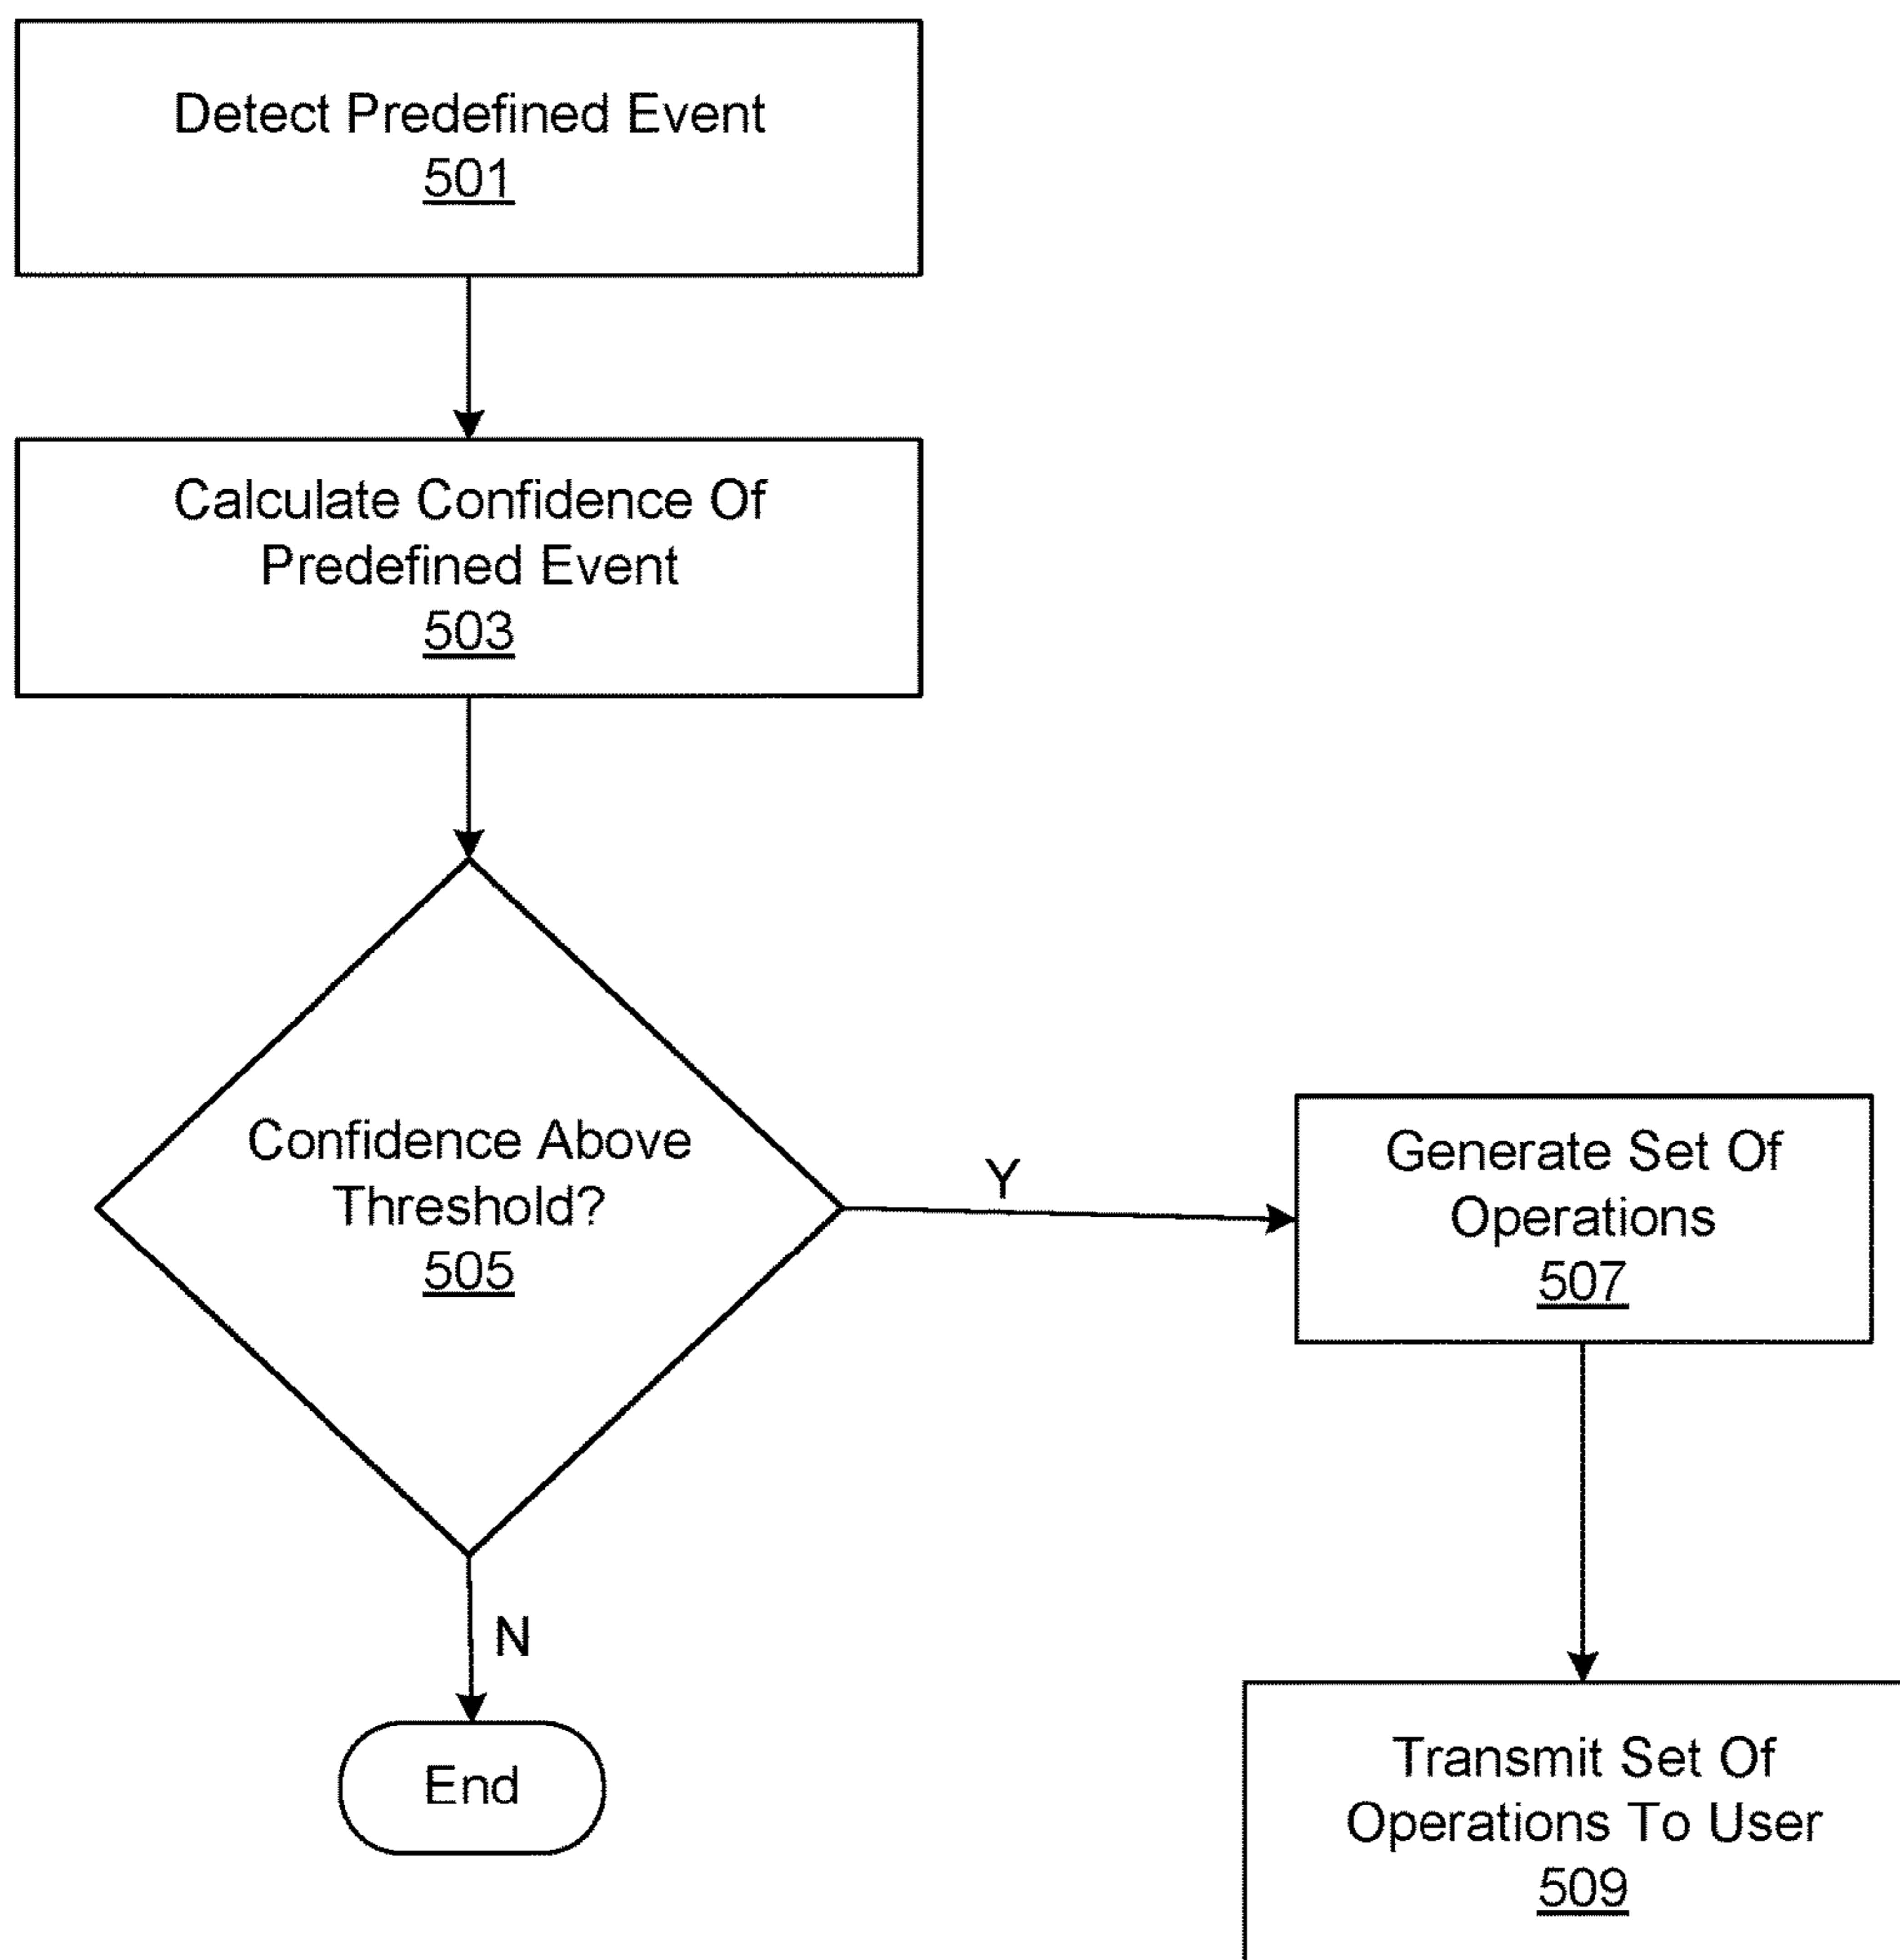 Detect Predefined Event
501
Calculate Confidence Of
Predefined Event
503
Confidence Above
Threshold?
505
Y
Generate Set Of
Operations
507
N
End
Transmit Set Of
Operations To User
509